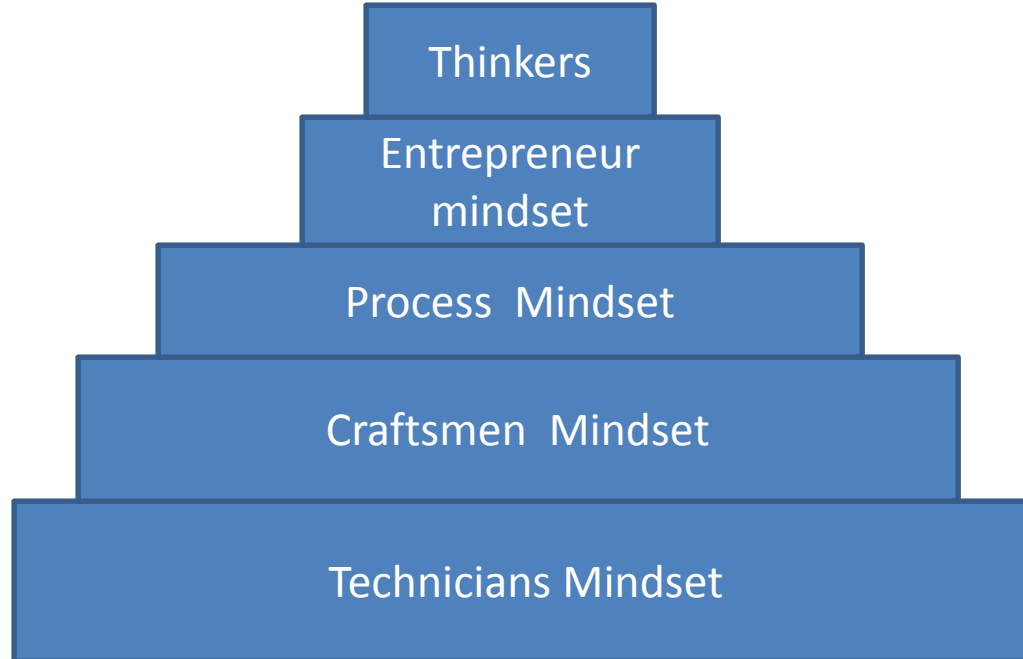 Thinkers
Entrepreneur
mindset
Process  Mindset
Craftsmen  Mindset
Technicians Mindset